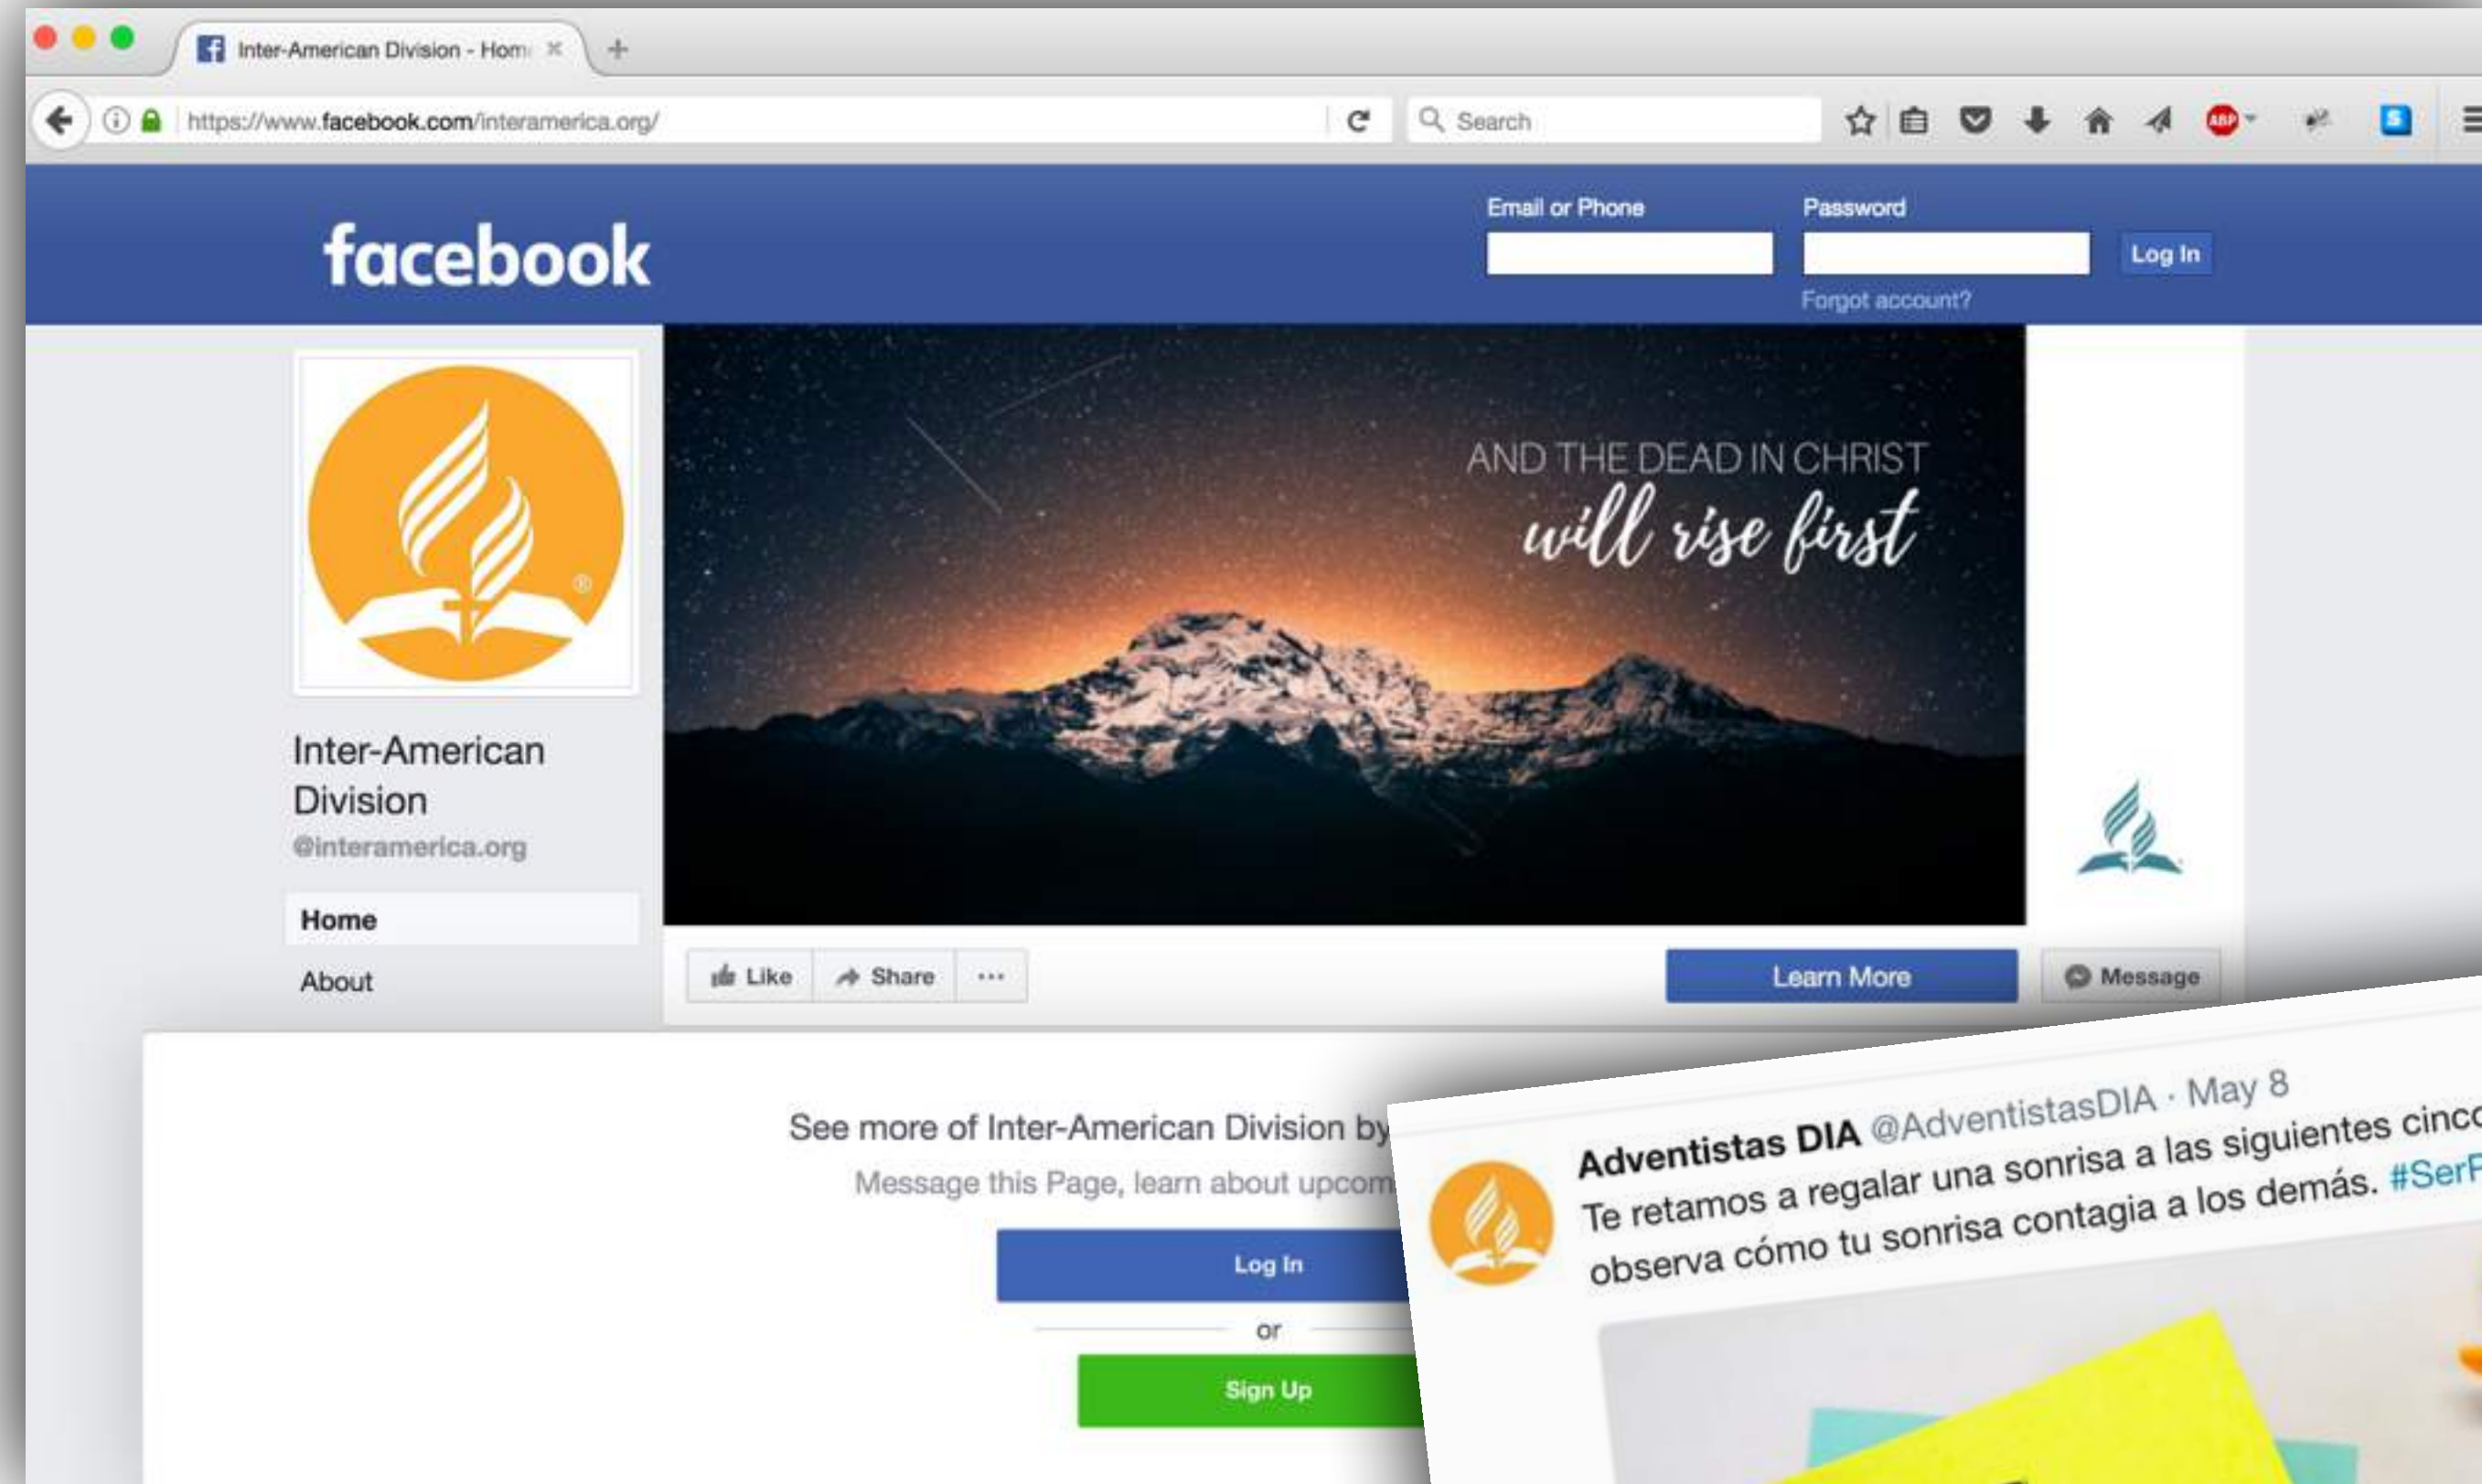 Inter-American Division - Hom
https://www.facebook.com/interamerica.org/
Search
ABP
S
facebook
Email or Phone
Password
Log In
Forgot account?
AND THE DEAD IN CHRIST
will rise first
®
Inter-American
Division
@interamerica.org
Home
About
Like
Share
...
Learn More
Message
See more of Inter-American Division by
Message this Page, learn about upcom
Log In
or
Sign Up
Adventistas DIA @AdventistasDIA · May 8
Te retamos a regalar una sonrisa a las siguientes cinco
observa cómo tu sonrisa contagia a los demás. #SerP